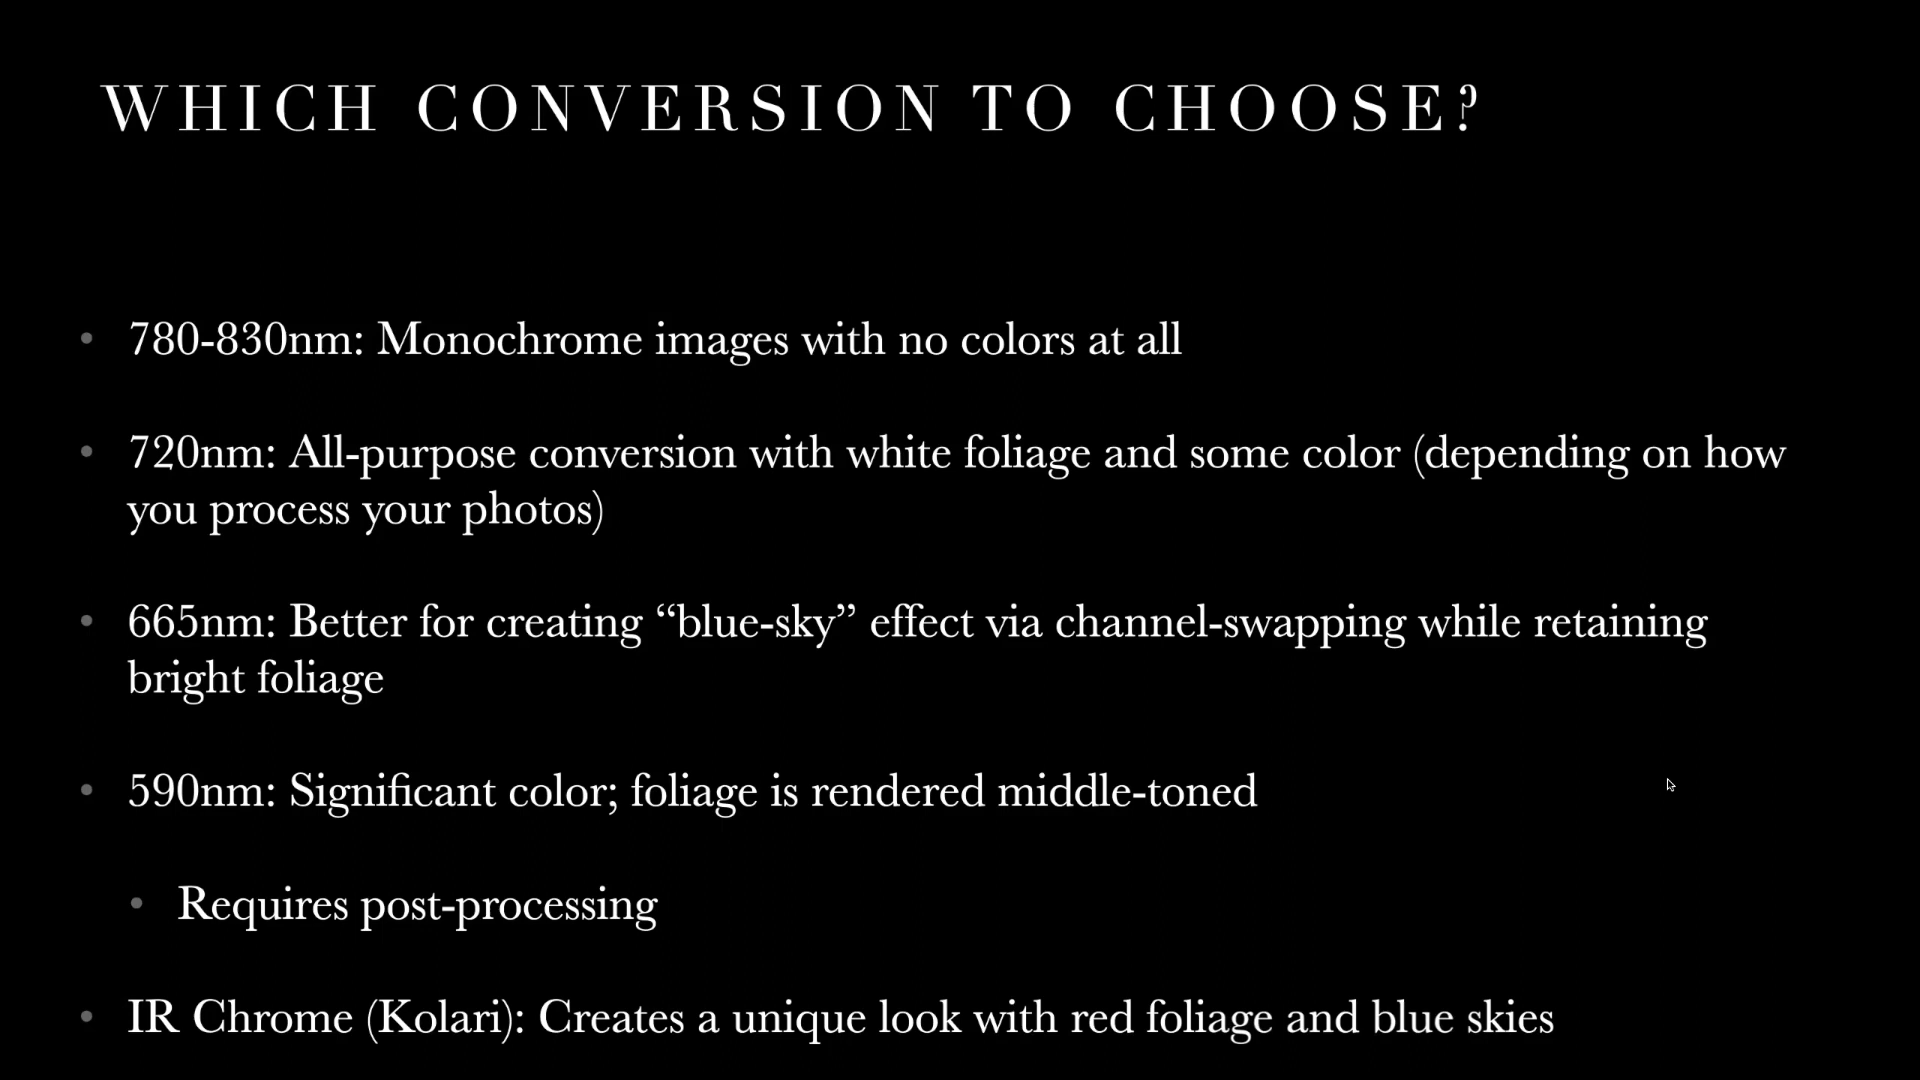 WHICH CONVERSION TO CHOOSE?
• 780-830nm: Monochrome images with no colors at all
• 720nm: All-purpose conversion with white foliage and some color (depending on how
you process your photos)
• 665nm: Better for creating “blue-sky” effect via channel-swapping while retaining
bright foliage
• 590nm: Significant color; foliage is rendered middle-toned
• Requires post-processing
• IR Chrome (Kolari): Creates a unique look with red foliage and blue skies